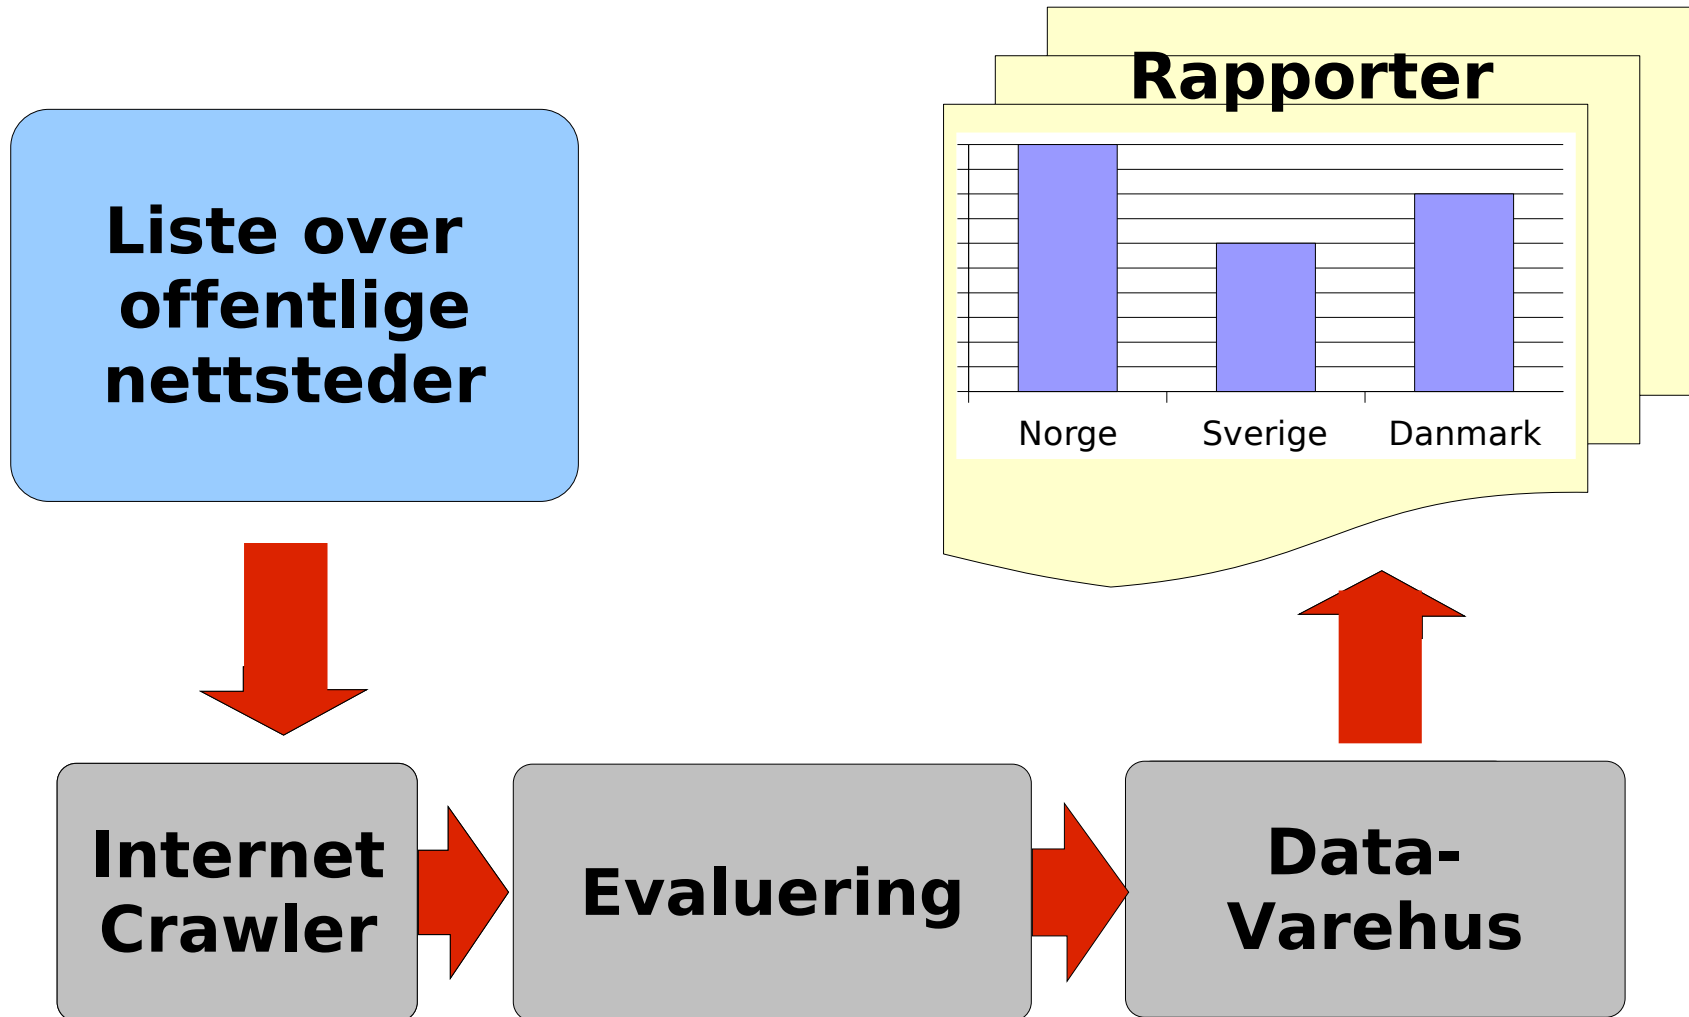 Liste over
offentlige
nettsteder
Rapporter
Norge Sverige Danmark
Internet
Crawler
Evaluering
Data-
Varehus